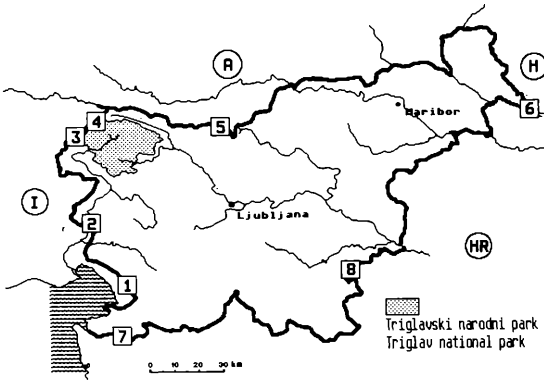 A
H
6
Maribor
4
5
3
I
2
Ljubljana
HR
8
1
7
0 10 20 30 km
Triglavski narodni park
Triglav national park